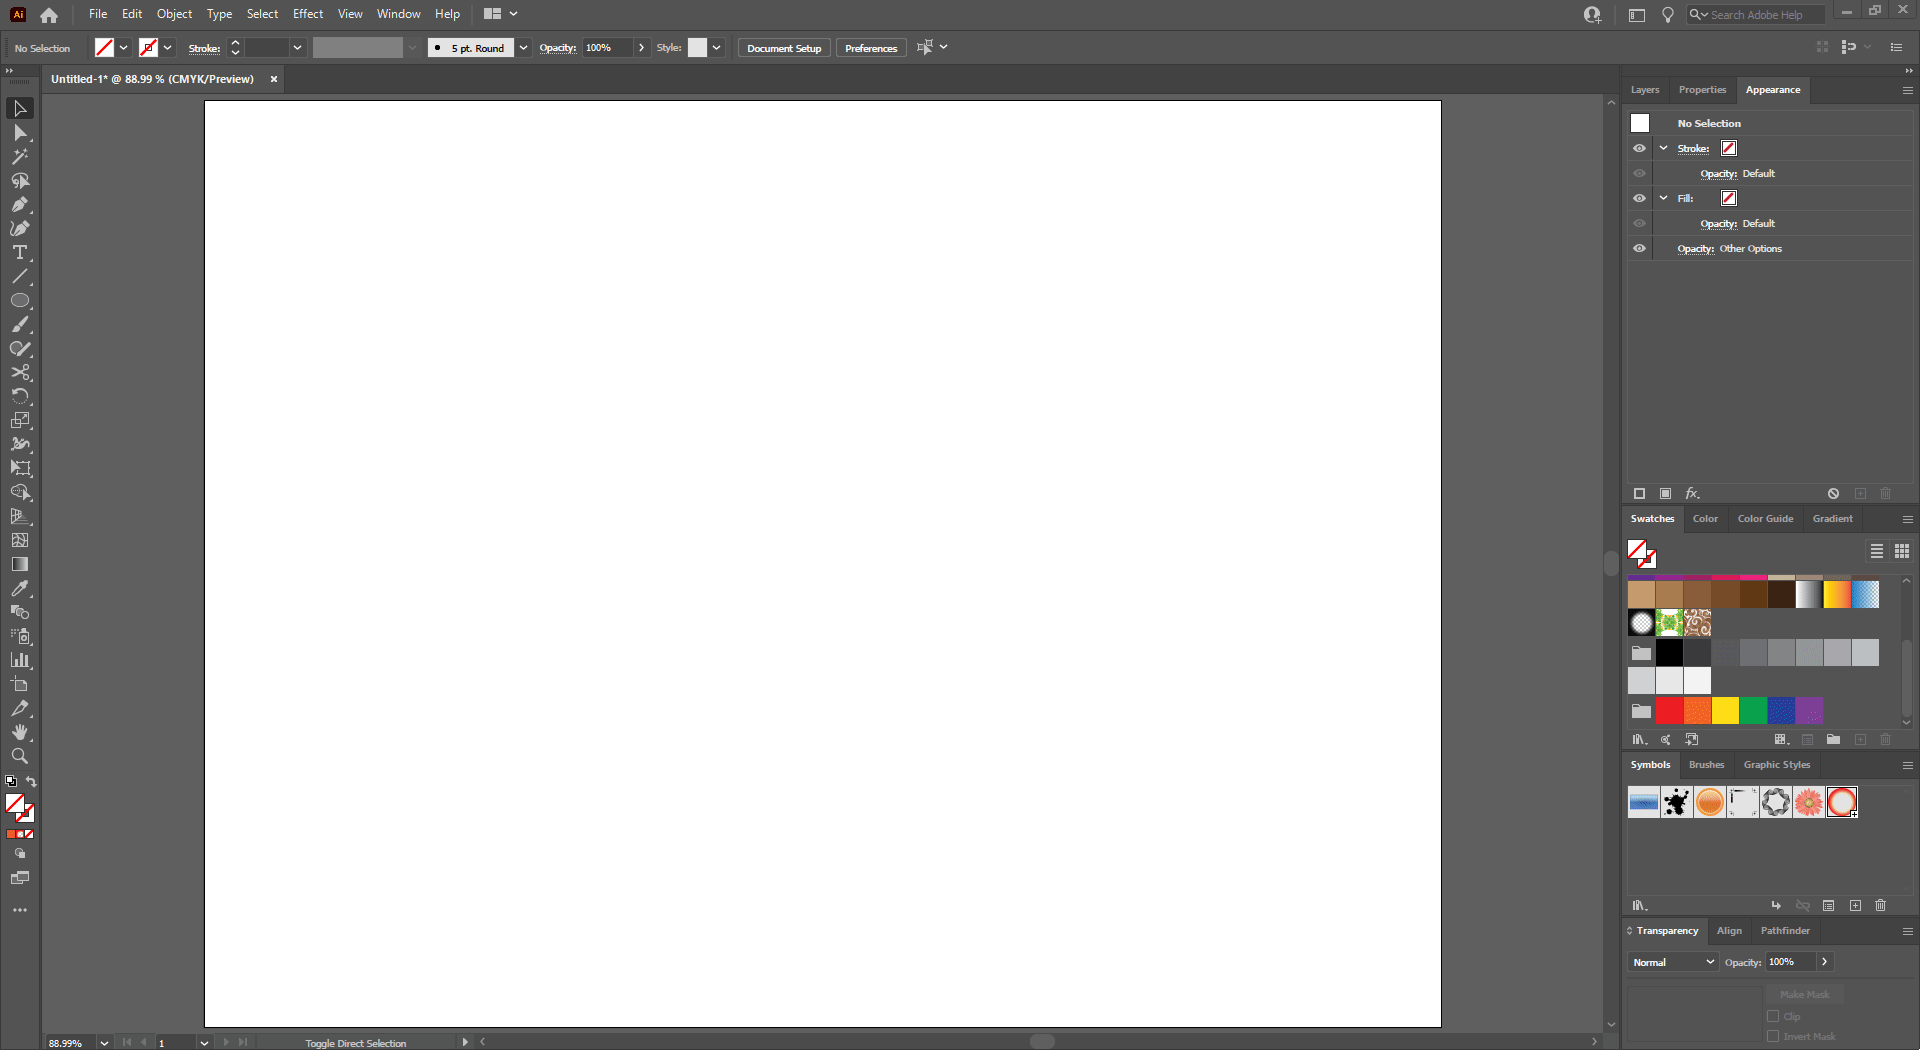 Ai File Edit Object Type Select Effect View Window Help Search Adobe Help
No Selection Stroke: 5 pt. Round Opacity: 100% Style: Document Setup Preferences
Untitled-1* @ 88.99 % (CMYK/Preview) ×
Layers Properties Appearance
No Selection
Stroke:
Opacity: Default
Fill:
Opacity: Default
Opacity: Other Options
fx.
Swatches Color Color Guide Gradient
Symbols Brushes Graphic Styles
Transparency Align Pathfinder
Normal Opacity: 100%
Make Mask
Clip
Invert Mask
88.99% 1 Toggle Direct Selection